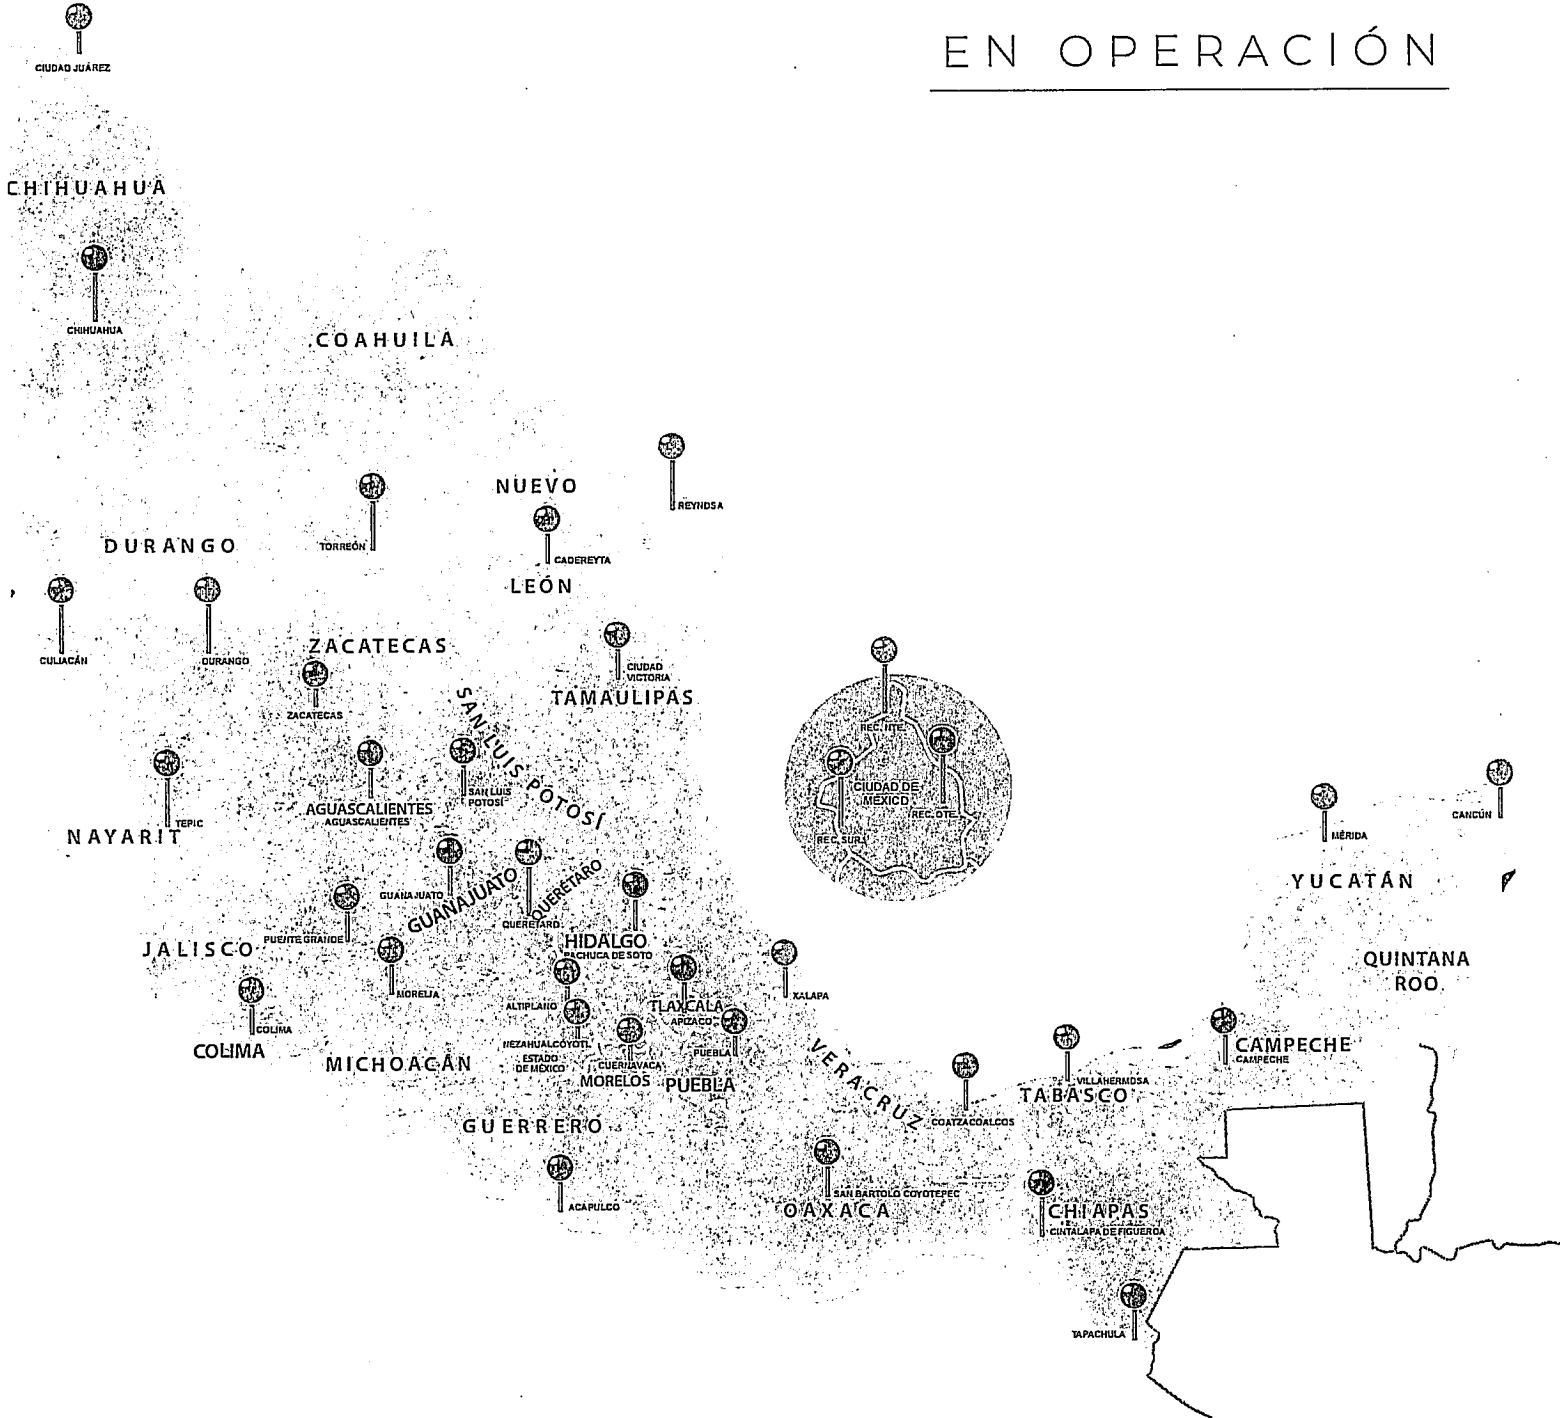 EN OPERACIÓN
CIUDAD JUÁREZ
CHIHUAHUA
CHIHUAHUA
COAHUILA
REYNOSA
NUEVO
TORREÓN
DURANGO
CADEREYTA
LEÓN
CULIACÁN
DURANGO
ZACATECAS
CIUDAD
VICTORIA
TAMAULIPAS
ZACATECAS
SAN LUIS POTOSÍ
REC. NTE.
CIUDAD DE
MÉXICO
REC. OTE.
REC. SUR.
SAN LUIS
POTOSÍ
AGUASCALIENTES
AGUASCALIENTES
TEPIC
NAYARIT
CANCÚN
MÉRIDA
YUCATÁN
GUANAJUATO
GUANAJUATO
QUERÉTARO
QUERÉTARO
PUENTE GRANDE
JALISCO
HIDALGO
PACHUCA DE SOTO
QUINTANA
ROO
MORELIA
XALAPA
ALTIPLANO
TLAXCALA
APIZACO
COLIMA
COLIMA
NEZAHUALCÓYOTL
ESTADO
DE MÉXICO
CUERNAVACA
MORELOS
PUEBLA
PUEBLA
MICHOACÁN
VERACRUZ
CAMPECHE
CAMPECHE
VILLAHERMOSA
TABASCO
COATZACOALCOS
GUERRERO
ACAPULCO
SAN BARTOLO COYOTEPEC
OAXACA
CHIAPAS
CINTALAPA DE FIGUEROA
TAPACHULA